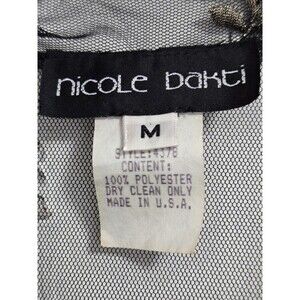 nicole bakti
M
STYLE:4378
CONTENT:
100% POLYESTER
DRY CLEAN ONLY
MADE IN U.S.A.